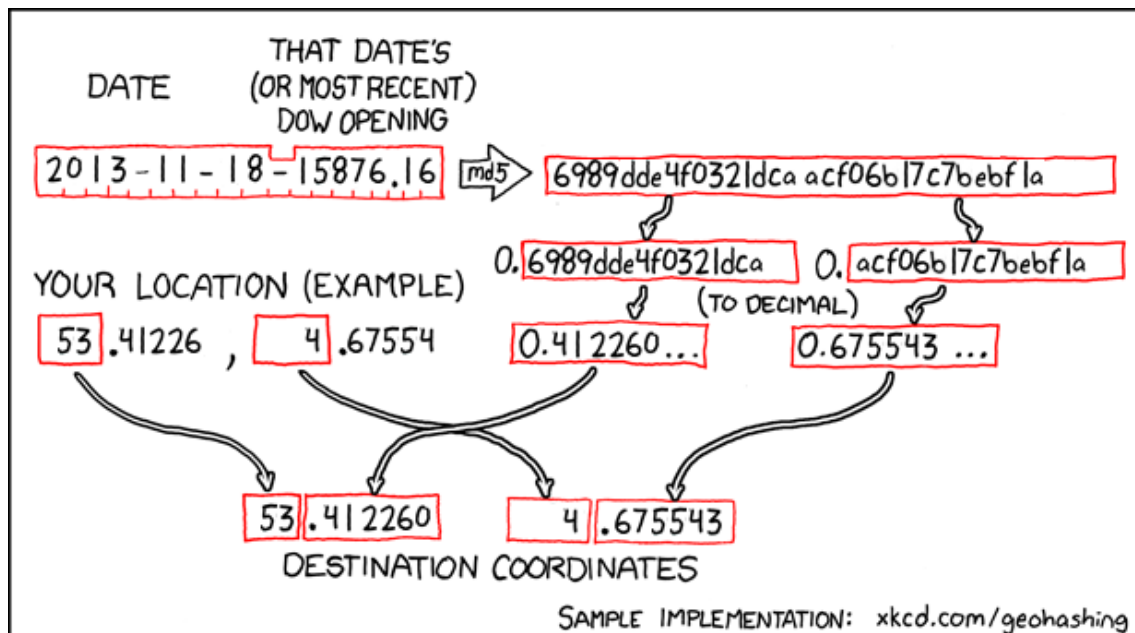 DATE
THAT DATE'S
(OR MOST RECENT)
DOW OPENING
2013-11-18-15876.16
md5
6989dde4f0321dca acf06b17c7bebf1a
0.6989dde4f0321dca
0.acf06b17c7bebf1a
(TO DECIMAL)
YOUR LOCATION (EXAMPLE)
53.41226, 4.67554
0.412260...
0.675543 ...
53.412260
4.675543
DESTINATION COORDINATES
SAMPLE IMPLEMENTATION: xkcd.com/geohashing